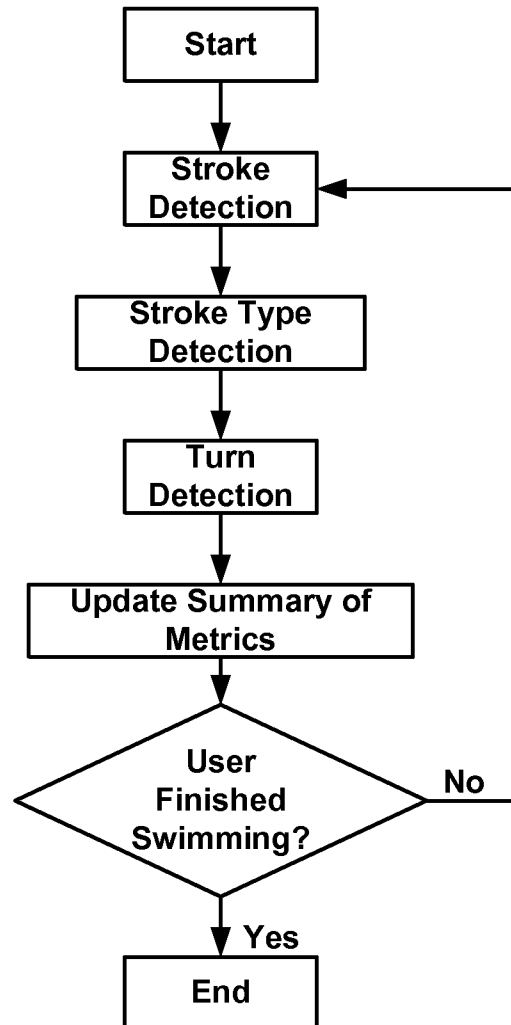 Start
Stroke
Detection
Stroke Type
Detection
Turn
Detection
Update Summary of
Metrics
User
Finished
Swimming?
No
Yes
End